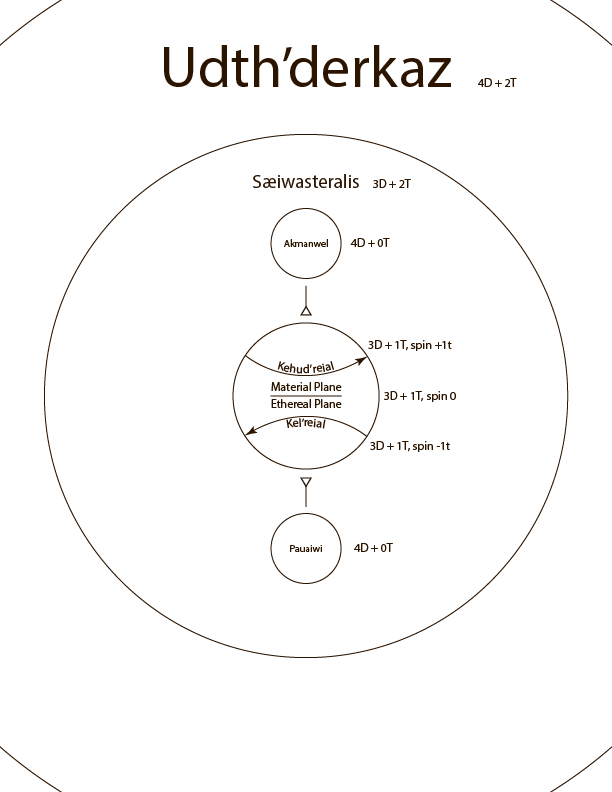 Udth’derkaz 4D + 2T
Sæiwasteralis 3D + 2T
Akmanwel 4D + 0T
3D + 1T, spin +1t
Kehud’reial
Material Plane
3D + 1T, spin 0
Ethereal Plane
Kel’reial
3D + 1T, spin -1t
Pauaiwi 4D + 0T